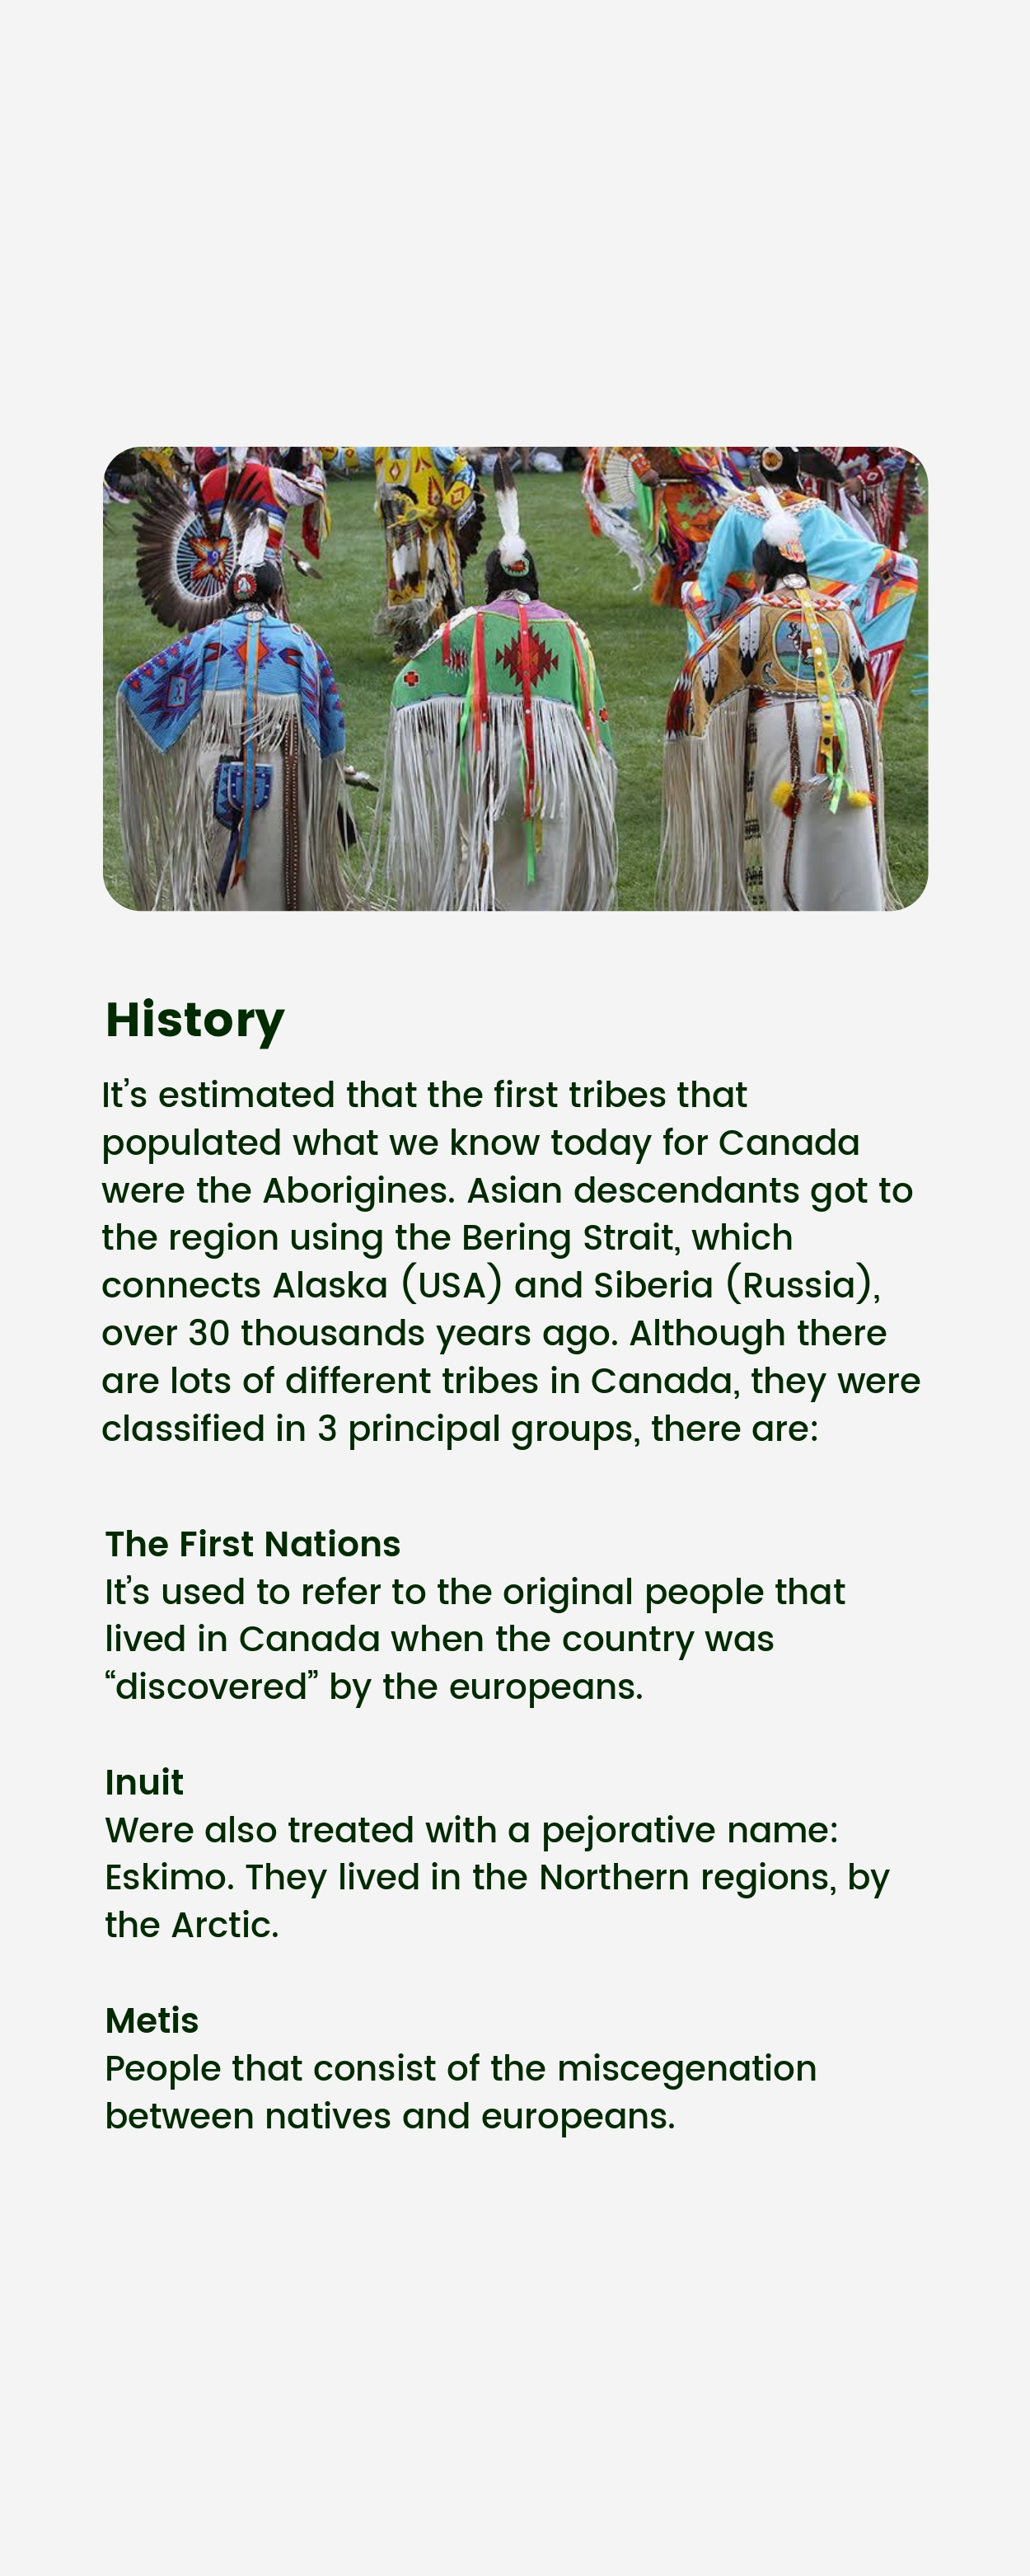 History
It’s estimated that the first tribes that
populated what we know today for Canada
were the Aborigines. Asian descendants got to
the region using the Bering Strait, which
connects Alaska (USA) and Siberia (Russia),
over 30 thousands years ago. Although there
are lots of different tribes in Canada, they were
classified in 3 principal groups, there are:
The First Nations
It’s used to refer to the original people that
lived in Canada when the country was
“discovered” by the europeans.
Inuit
Were also treated with a pejorative name:
Eskimo. They lived in the Northern regions, by
the Arctic.
Metis
People that consist of the miscegenation
between natives and europeans.